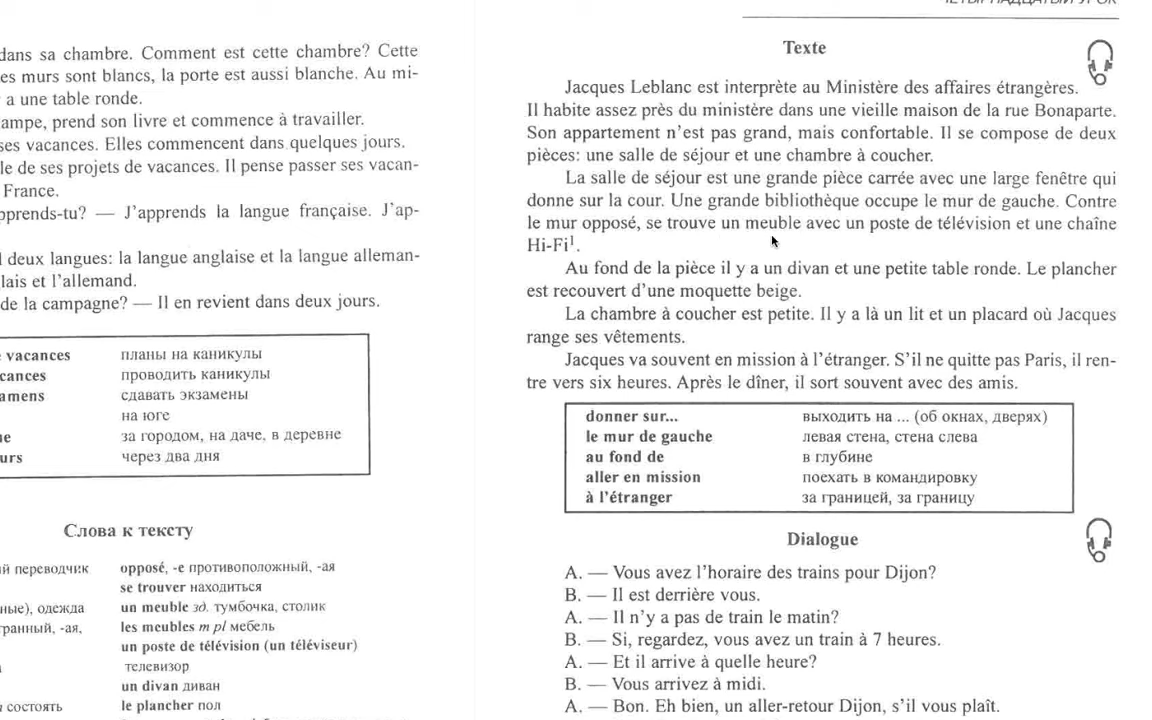 dans sa chambre. Comment est cette chambre? Cette
es murs sont blancs, la porte est aussi blanche. Au mi-
a une table ronde.
ampe, prend son livre et commence à travailler.
ses vacances. Elles commencent dans quelques jours.
le de ses projets de vacances. Il pense passer ses vacan-
France.
pprends-tu? — J'apprends la langue française. J'ap-
l deux langues: la langue anglaise et la langue alleman-
lais et l'allemand.
de la campagne? — Il en revient dans deux jours.
vacances планы на каникулы
cances проводить каникулы
amens сдавать экзамены
на юге
ne за городом, на даче, в деревне
urs через два дня
Слова к тексту
ий переводчик opposé, -e противоположный, -ая
se trouver находиться
ные), одежда un meuble зд. тумбочка, столик
транный, -ая, les meubles m pl мебель
un poste de télévision (un téléviseur)
телевизор
un divan диван
состоять le plancher пол
ЧЕТЫРНАДЦАТЫЙ УРОК
Texte
Jacques Leblanc est interprète au Ministère des affaires étrangères.
Il habite assez près du ministère dans une vieille maison de la rue Bonaparte.
Son appartement n'est pas grand, mais confortable. Il se compose de deux
pièces: une salle de séjour et une chambre à coucher.
La salle de séjour est une grande pièce carrée avec une large fenêtre qui
donne sur la cour. Une grande bibliothèque occupe le mur de gauche. Contre
le mur opposé, se trouve un meuble avec un poste de télévision et une chaîne
Hi-Fi¹.
Au fond de la pièce il y a un divan et une petite table ronde. Le plancher
est recouvert d'une moquette beige.
La chambre à coucher est petite. Il y a là un lit et un placard où Jacques
range ses vêtements.
Jacques va souvent en mission à l'étranger. S'il ne quitte pas Paris, il ren-
tre vers six heures. Après le dîner, il sort souvent avec des amis.
donner sur... выходить на ... (об окнах, дверях)
le mur de gauche левая стена, стена слева
au fond de в глубине
aller en mission поехать в командировку
à l'étranger за границей, за границу
Dialogue
A. — Vous avez l'horaire des trains pour Dijon?
B. — Il est derrière vous.
A. — Il n'y a pas de train le matin?
B. — Si, regardez, vous avez un train à 7 heures.
A. — Et il arrive à quelle heure?
B. — Vous arrivez à midi.
A. — Bon. Eh bien, un aller-retour Dijon, s'il vous plaît.